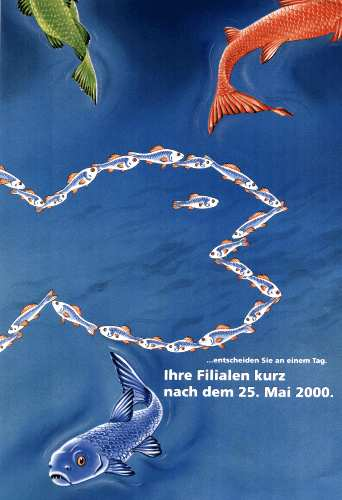 ...entscheiden Sie an einem Tag.
Ihre Filialen kurz
nach dem 25. Mai 2000.